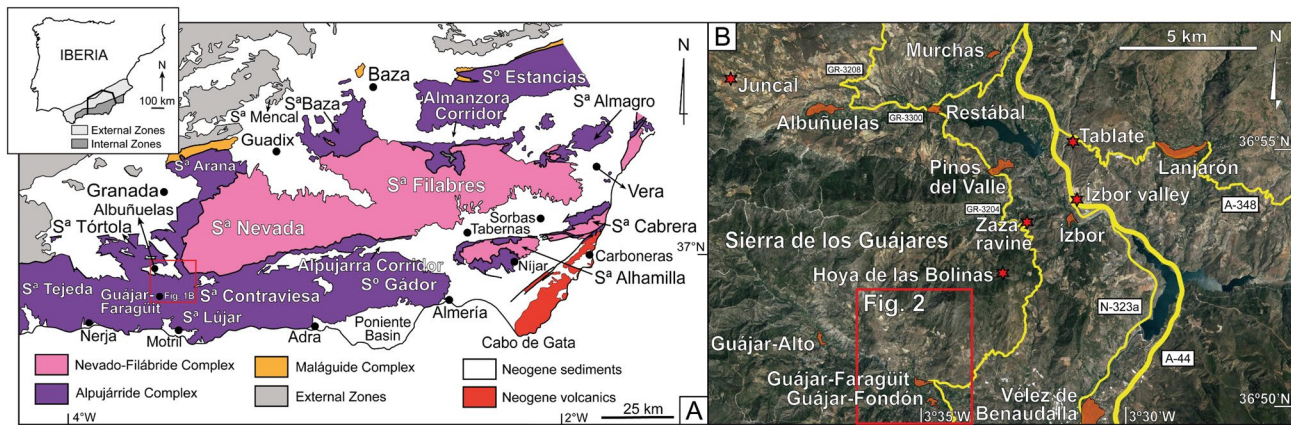 IBERIA
N
100 km
External Zones
Internal Zones
Baza
Sº Estancias
N
Almanzora
Corridor
Sª Almagro
SªBaza
Sª Mencal
Guadix
Sª Arana
Granada
Albuñuelas
Sª Tórtola
Sª Filabres
Vera
Sª Nevada
Sorbas
Tabernas
Sª Cabrera
37°N
Carboneras
Alpujarra Corridor
Níjar
Sª Alhamilla
Sª Tejeda
Guájar-
Faragüit
Fig. 1B
Sª Contraviesa
Sº Gádor
Sª Lújar
Almería
Nerja
Motril
Adra
Poniente
Basin
Cabo de Gata
Nevado-Filábride Complex
Maláguide Complex
Neogene sediments
Alpujárride Complex
External Zones
Neogene volcanics
4°W
2°W
25 km
A
B
Murchas
5 km
N
GR-3208
Juncal
Albuñuelas
GR-3300
Restábal
Tablate
36°55'
Lanjarón
Pinos
del Valle
Ízbor valley
GR-3204
A-348
Zaza
ravine
Ízbor
Sierra de los Guájares
Hoya de las Bolinas
Fig. 2
N-323a
Guájar-Alto
A-44
Guájar-Faragüit
Guájar-Fondón
Vélez de
Benaudalla
36°50'N
3°35'W
3°30'W